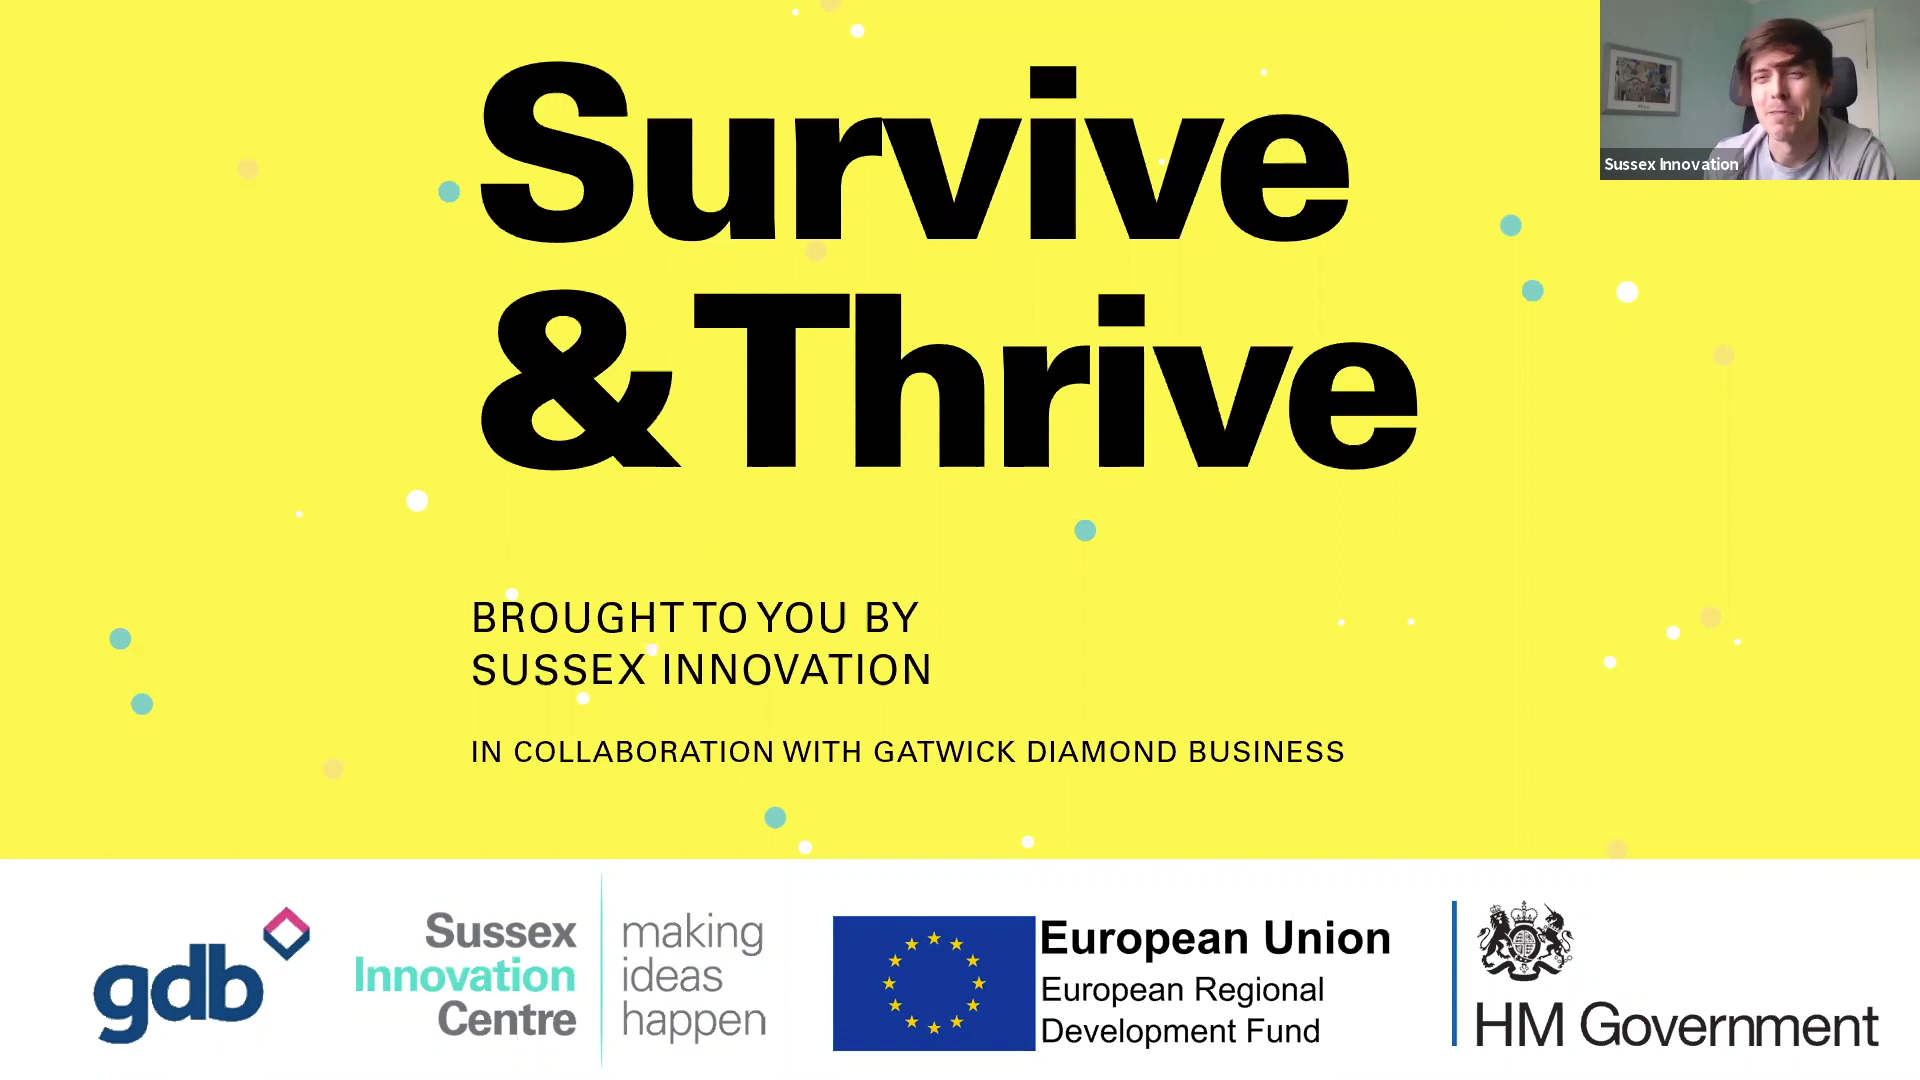 Survive
& Thrive
Sussex Innovation
BROUGHT TO YOU BY
SUSSEX INNOVATION
IN COLLABORATION WITH GATWICK DIAMOND BUSINESS
gdb
Sussex
Innovation
Centre
making
ideas
happen
European Union
European Regional
Development Fund
HM Government